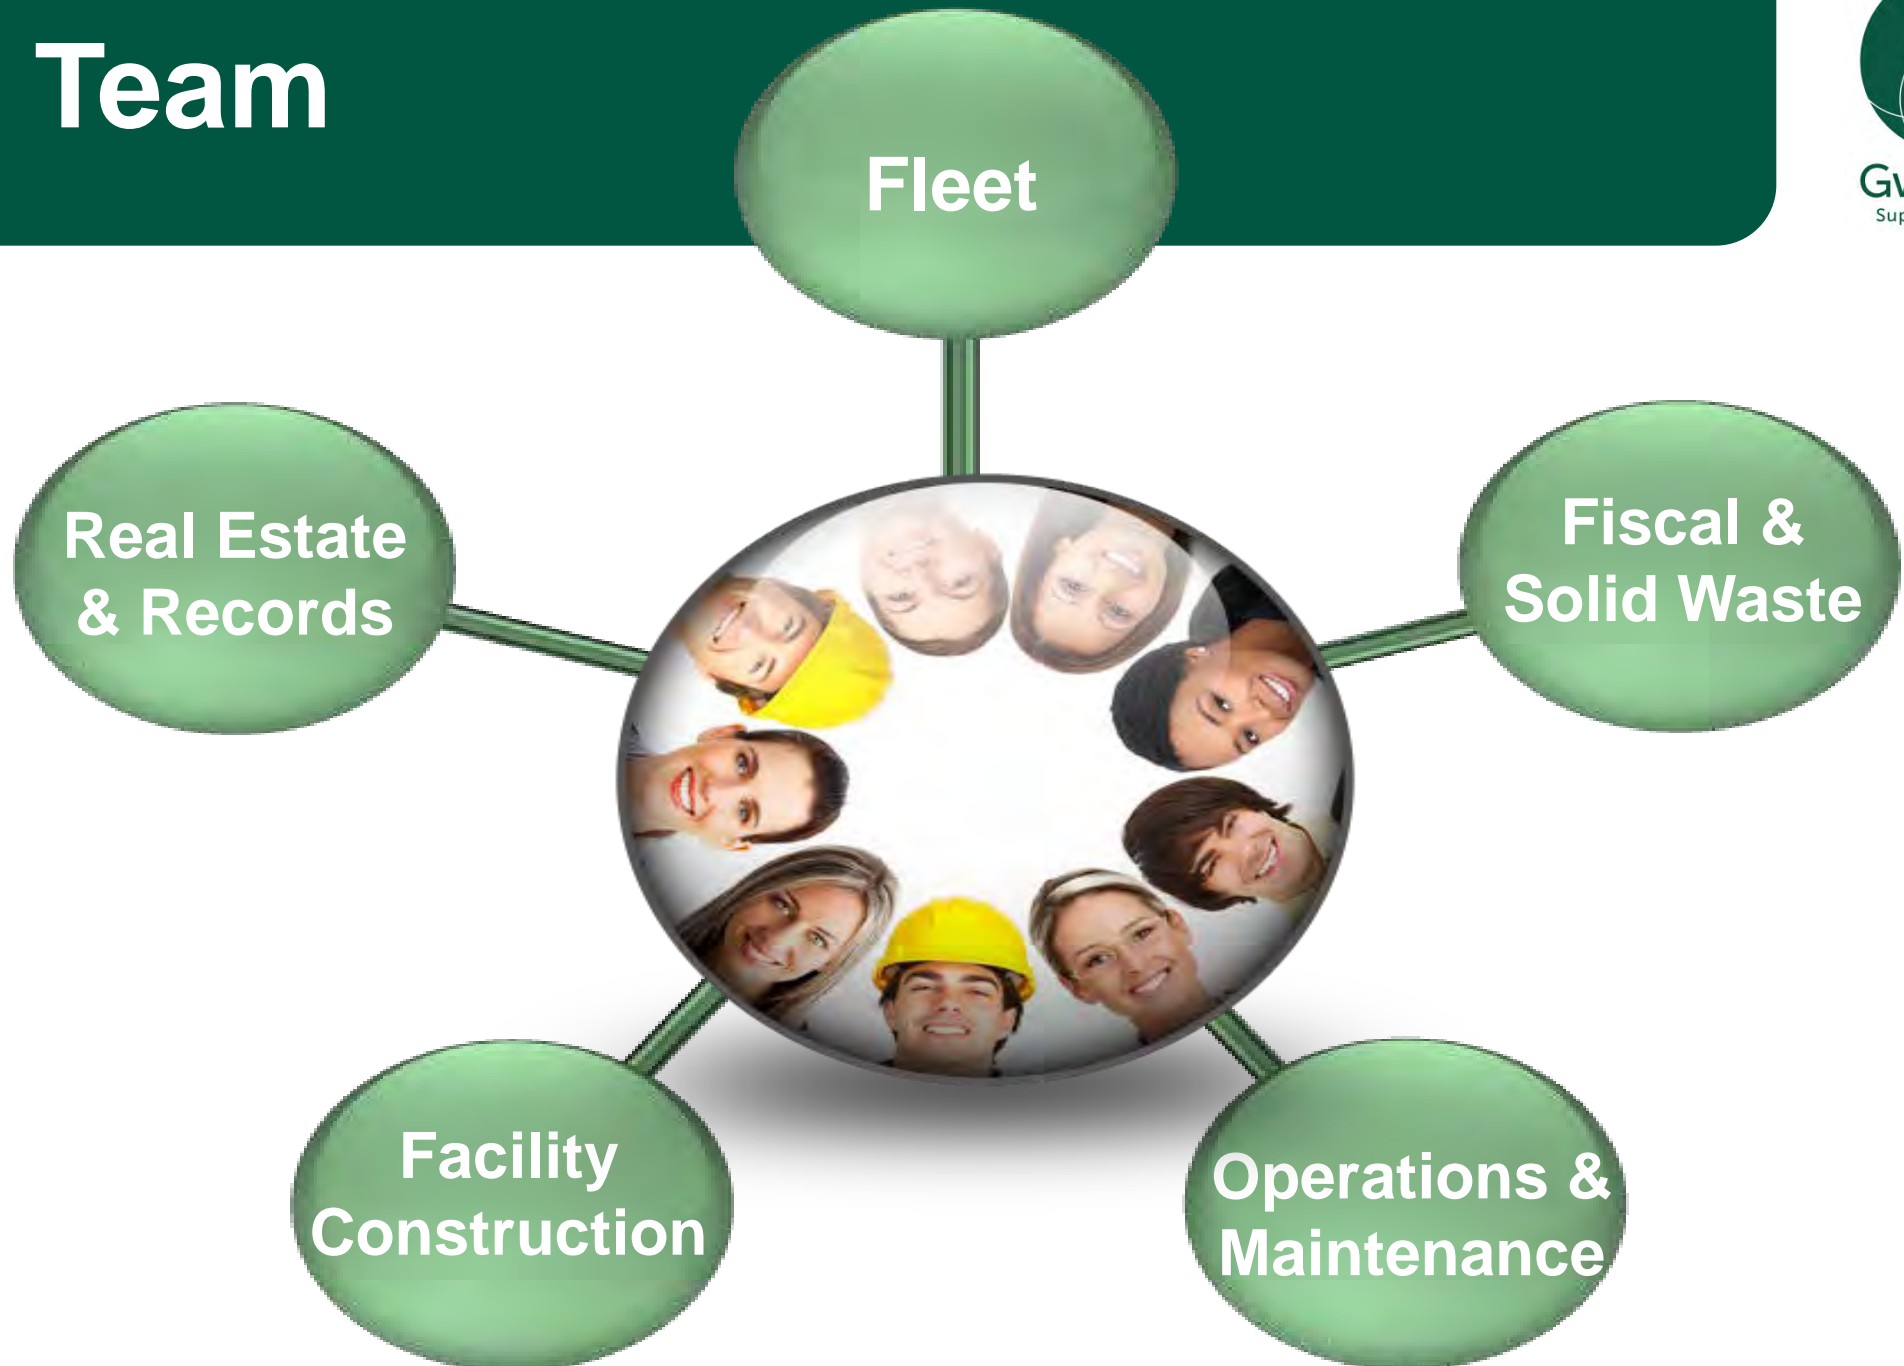 Team
Fleet
Real Estate
& Records
Fiscal &
Solid Waste
Facility
Construction
Operations &
Maintenance